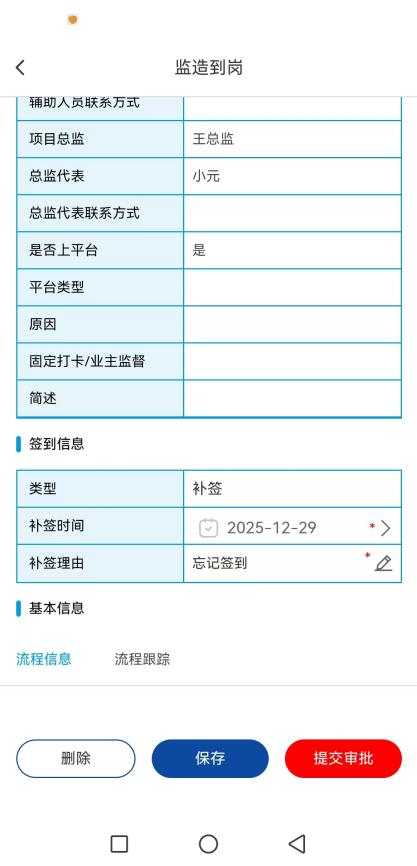 监造到岗
辅助人员联系方式
项目总监 王总监
总监代表 小元
总监代表联系方式
是否上平台 是
平台类型
原因
固定打卡/业主监督
简述
签到信息
类型 补签
补签时间 2025-12-29 *
补签理由 忘记签到 *
基本信息
流程信息 流程跟踪
删除 保存 提交审批